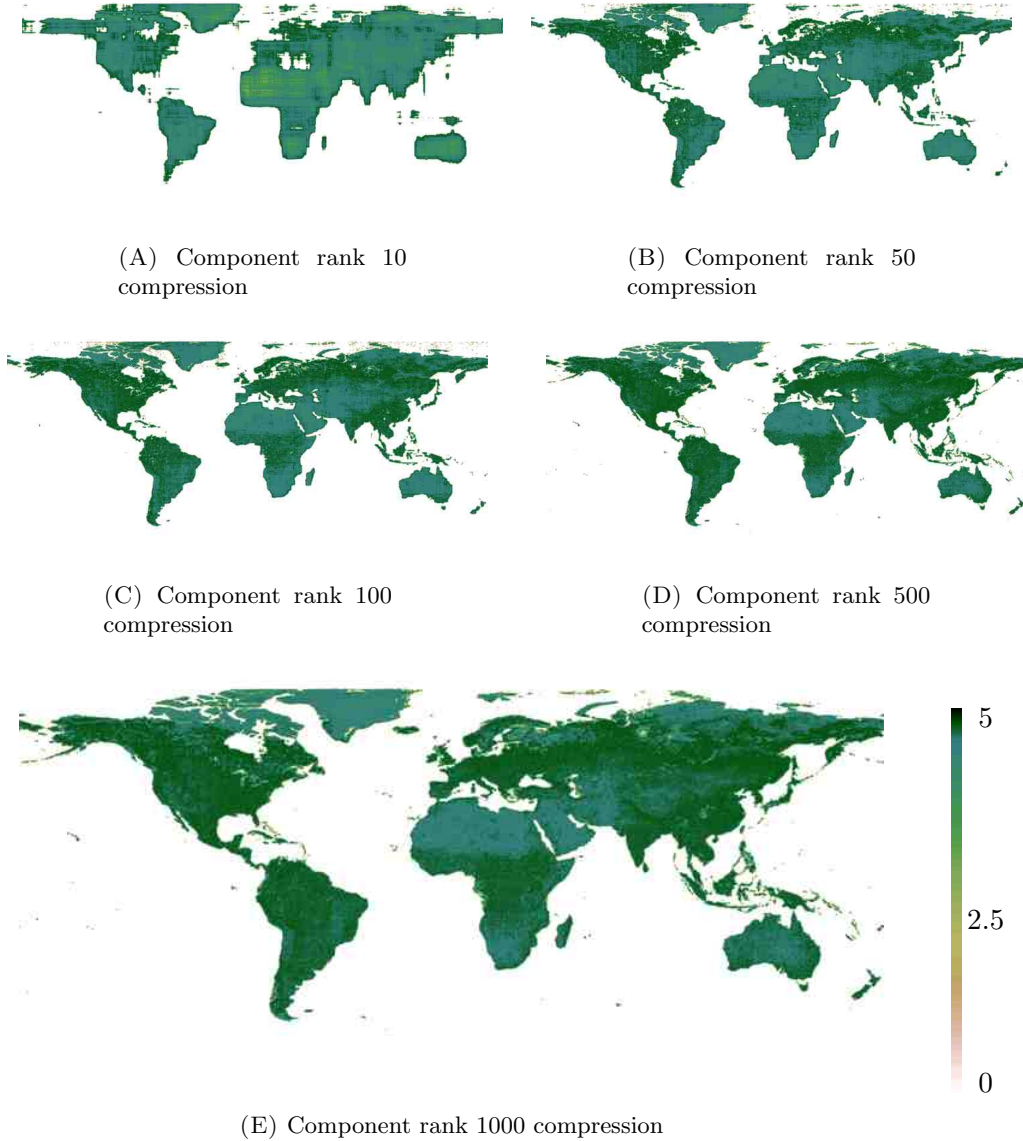 (A) Component rank 10
compression
(B) Component rank 50
compression
(C) Component rank 100
compression
(D) Component rank 500
compression
5
2.5
0
(E) Component rank 1000 compression